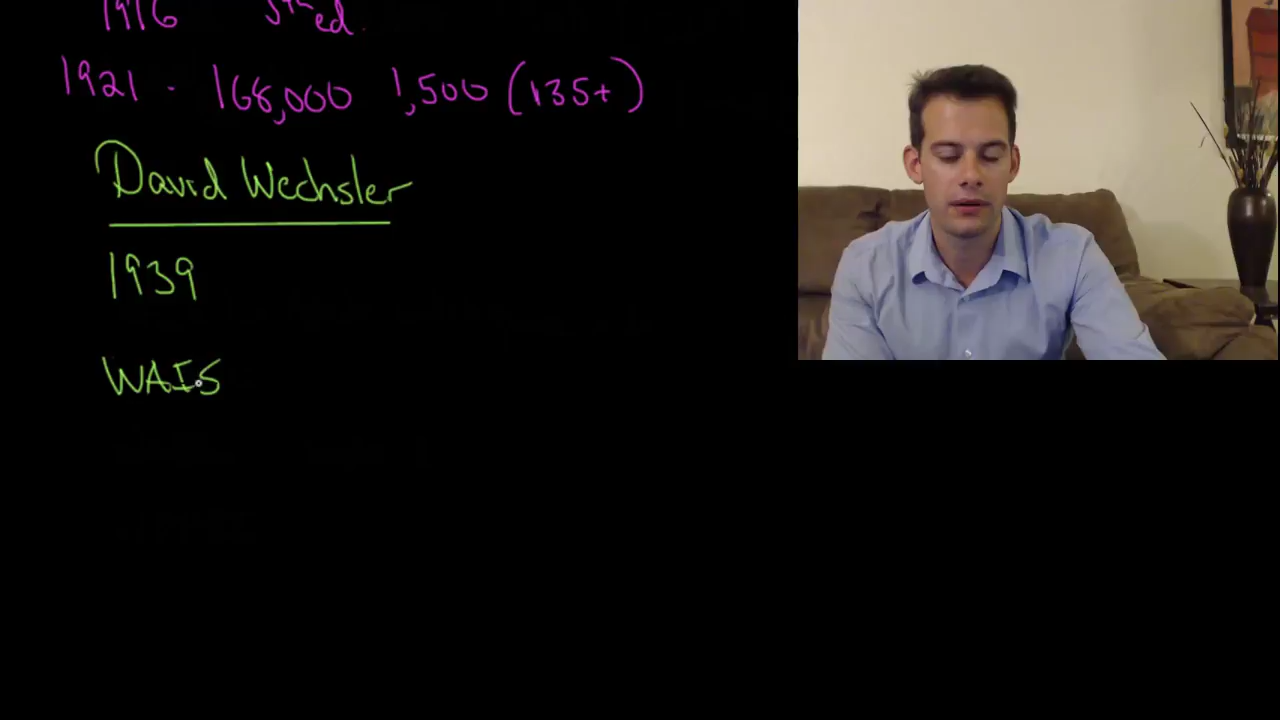 1916 5th ed.
1921 - 168,000 1,500 (135+)
David Wechsler
1939
WAIS